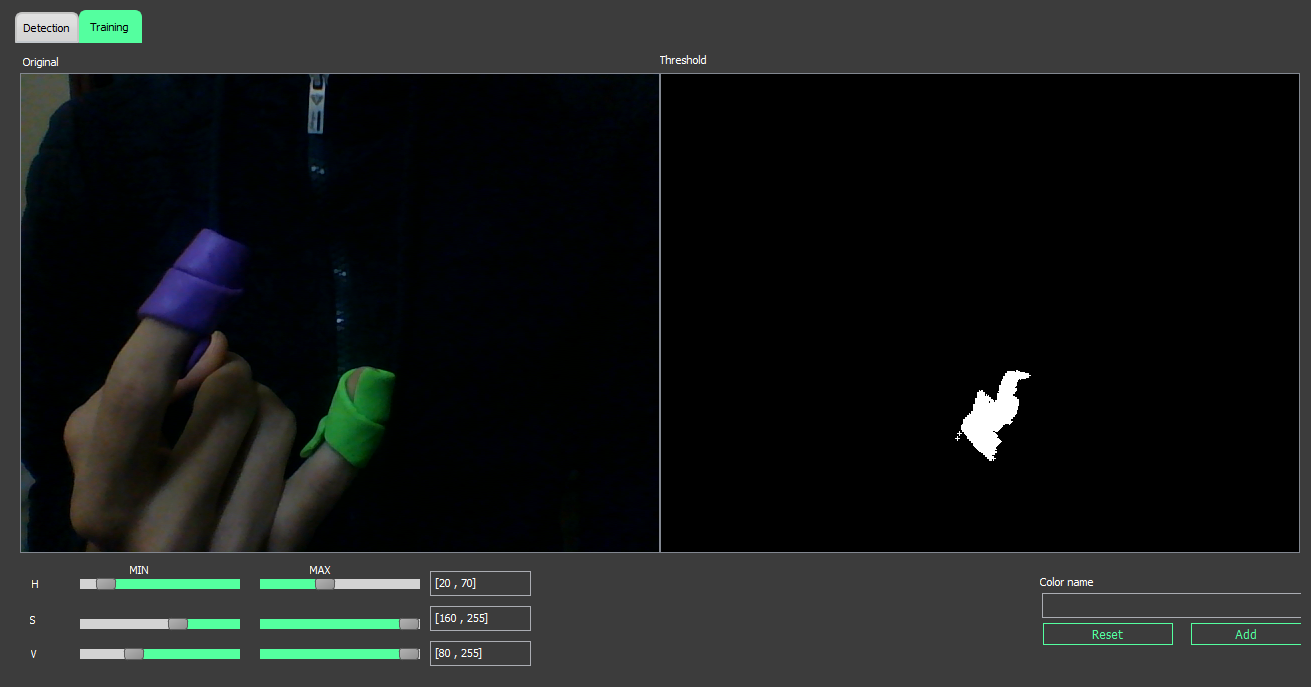 Detection Training
Original
Threshold
MIN
MAX
H
[20 , 70]
S
[160 , 255]
V
[80 , 255]
Color name
Reset
Add